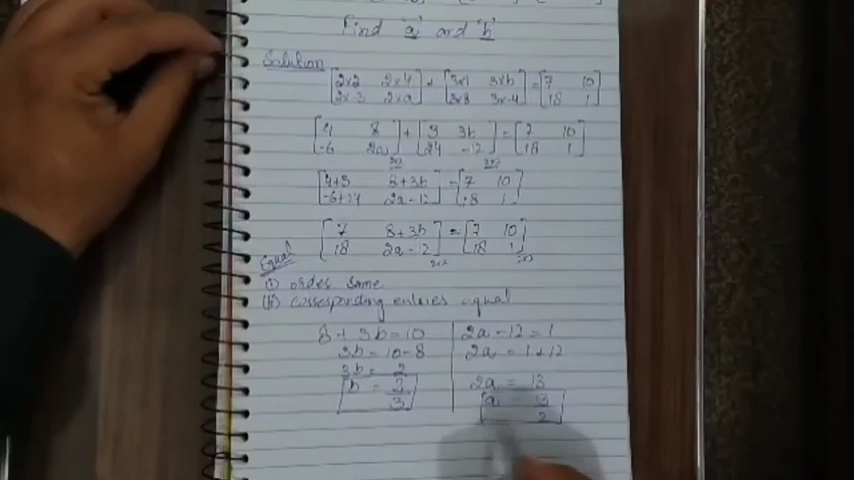 Find 'a' and 'b'
Solution [2×2 2×4] + [3×1 3×b] = [7 10]
[2×-3 2×a] [3×8 3×-4] [18 1]
[4 8] + [3 3b] = [7 10]
[-6 2a] [24 -12] [18 1]
[4+3 8+3b] = [7 10]
[-6+24 2a-12] [18 1]
[7 8+3b] = [7 10]
[18 2a-12] [18 1]
Equal
(i) order same
(ii) corresponding enteries equal
8 + 3b = 10
3b = 10-8
3b = 2
b = 2/3
2a - 12 = 1
2a = 1+12
2a = 13
a = 13/2